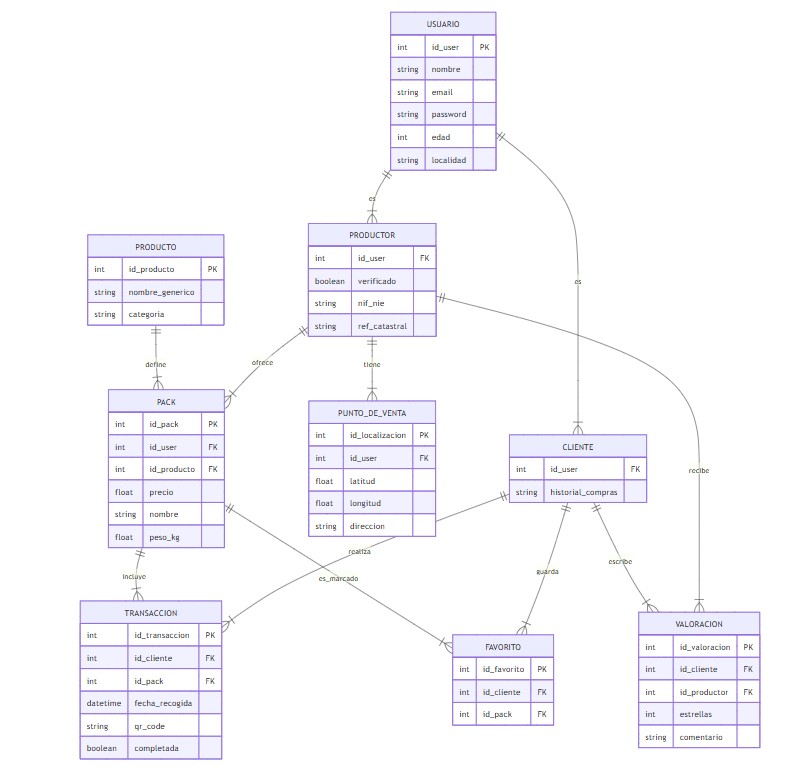 USUARIO
int id_user PK
string nombre
string email
string password
int edad
string localidad
es
es
PRODUCTOR
int id_user FK
boolean verificado
string nif_nie
string ref_catastral
PRODUCTO
int id_producto PK
string nombre_generico
string categoria
define
ofrece
tiene
recibe
PACK
int id_pack PK
int id_user FK
int id_producto FK
float precio
string nombre
float peso_kg
PUNTO_DE_VENTA
int id_localizacion PK
int id_user FK
float latitud
float longitud
string direccion
CLIENTE
int id_user FK
string historial_compras
incluye
es_marcado
realiza
guarda
escribe
TRANSACCION
int id_transaccion PK
int id_cliente FK
int id_pack FK
datetime fecha_recogida
string qr_code
boolean completada
FAVORITO
int id_favorito PK
int id_cliente FK
int id_pack FK
VALORACION
int id_valoracion PK
int id_cliente FK
int id_productor FK
int estrellas
string comentario